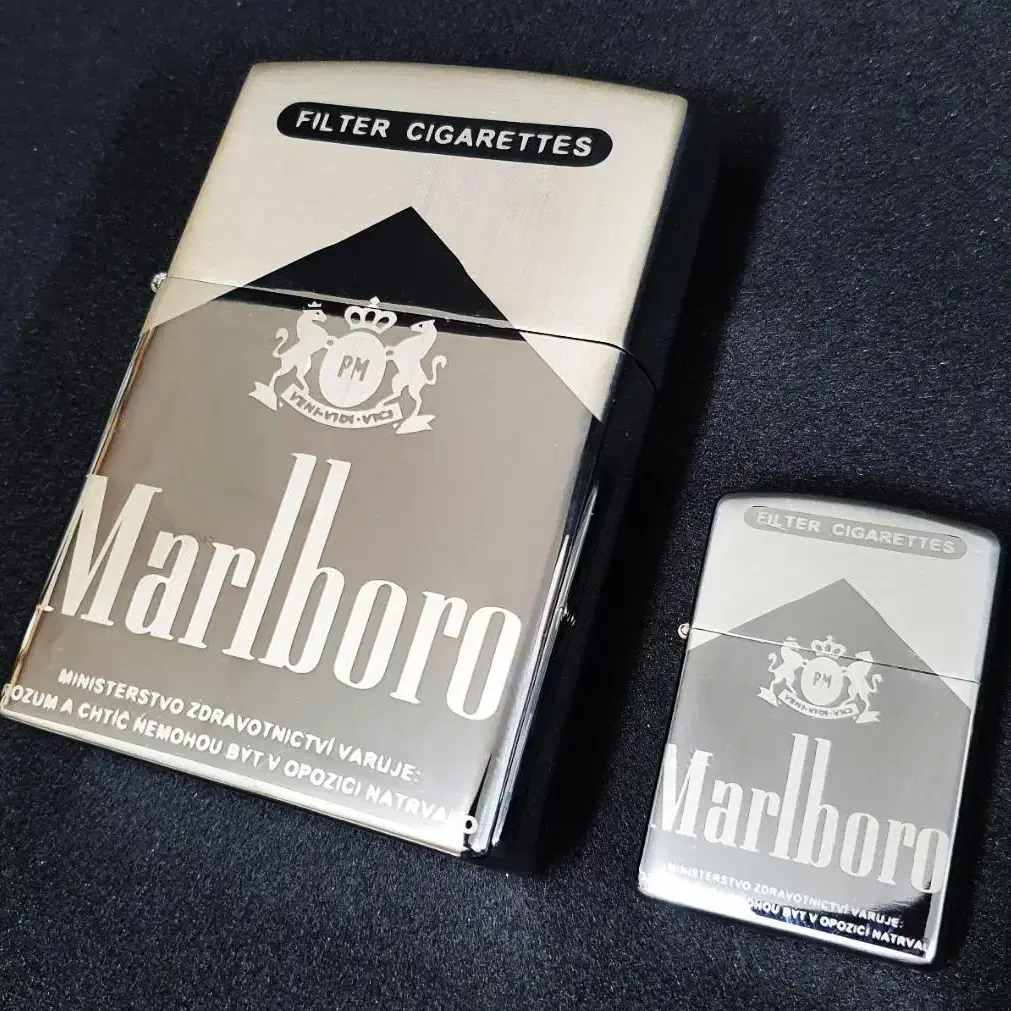 FILTER CIGARETTES
PM
VENI·VIDI·VICI
Marlboro
MINISTERSTVO ZDRAVOTNICTVÍ VARUJE:
ROZUM A CHTÍČ NEMOHOU BÝT V OPOZICI NATRVALO
FILTER CIGARETTES
PM
VENI·VIDI·VICI
Marlboro
MINISTERSTVO ZDRAVOTNICTVÍ VARUJE:
NEMOHOU BÝT V OPOZICI NATRVAL